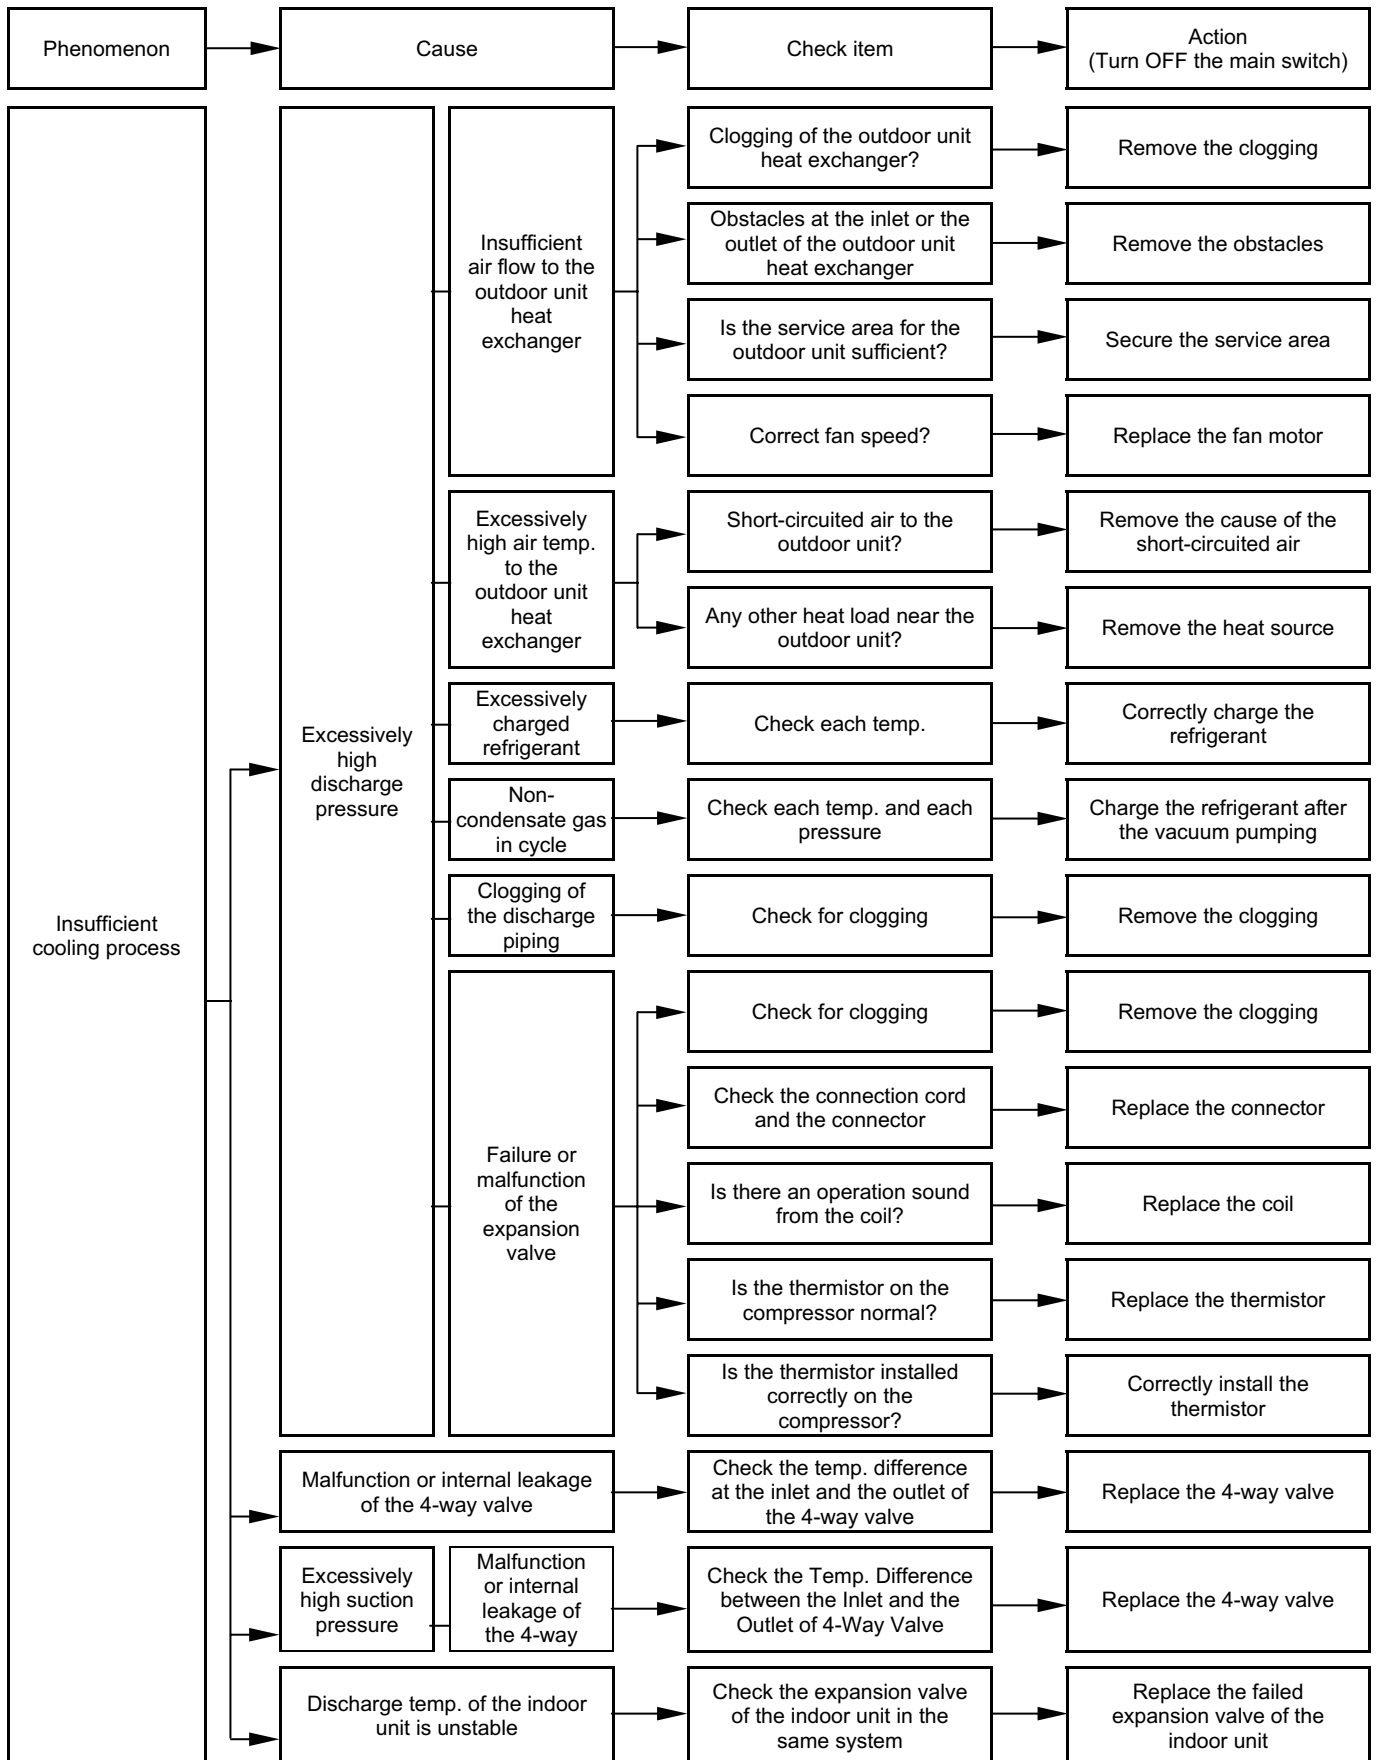 Phenomenon
Cause
Check item
Action
(Turn OFF the main switch)
Insufficient
cooling process
Excessively
high
discharge
pressure
Insufficient
air flow to the
outdoor unit
heat
exchanger
Clogging of the outdoor unit
heat exchanger?
Remove the clogging
Obstacles at the inlet or the
outlet of the outdoor unit
heat exchanger
Remove the obstacles
Is the service area for the
outdoor unit sufficient?
Secure the service area
Correct fan speed?
Replace the fan motor
Excessively
high air temp.
to the
outdoor unit
heat
exchanger
Short-circuited air to the
outdoor unit?
Remove the cause of the
short-circuited air
Any other heat load near the
outdoor unit?
Remove the heat source
Excessively
charged
refrigerant
Check each temp.
Correctly charge the
refrigerant
Non-
condensate gas
in cycle
Check each temp. and each
pressure
Charge the refrigerant after
the vacuum pumping
Clogging of
the discharge
piping
Check for clogging
Remove the clogging
Failure or
malfunction
of the
expansion
valve
Check for clogging
Remove the clogging
Check the connection cord
and the connector
Replace the connector
Is there an operation sound
from the coil?
Replace the coil
Is the thermistor on the
compressor normal?
Replace the thermistor
Is the thermistor installed
correctly on the
compressor?
Correctly install the
thermistor
Malfunction or internal leakage
of the 4-way valve
Check the temp. difference
at the inlet and the outlet of
the 4-way valve
Replace the 4-way valve
Excessively
high suction
pressure
Malfunction
or internal
leakage of
the 4-way
Check the Temp. Difference
between the Inlet and the
Outlet of 4-Way Valve
Replace the 4-way valve
Discharge temp. of the indoor
unit is unstable
Check the expansion valve
of the indoor unit in the
same system
Replace the failed
expansion valve of the
indoor unit